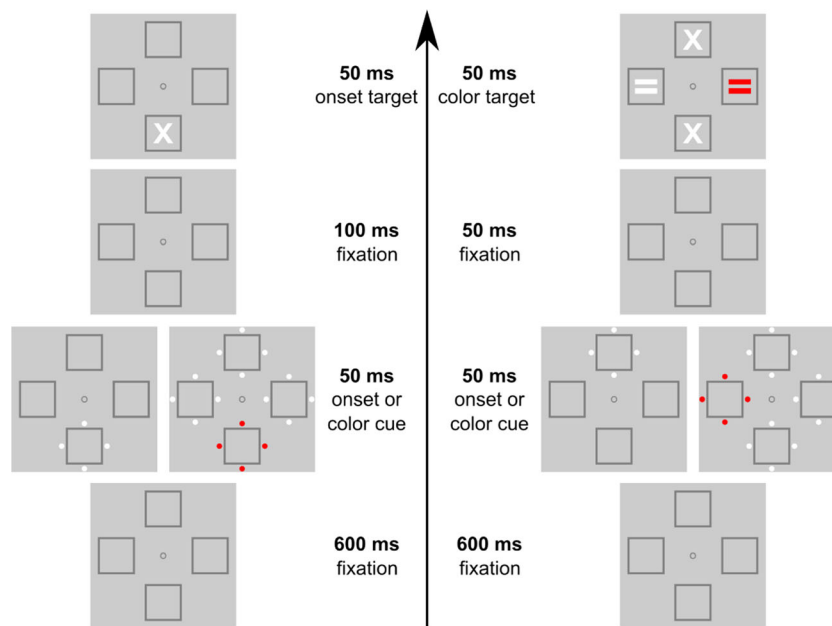 50 ms
onset target
50 ms
color target
X
X
= =
X
X
100 ms
fixation
50 ms
fixation
50 ms
onset or
color cue
50 ms
onset or
color cue
600 ms
fixation
600 ms
fixation